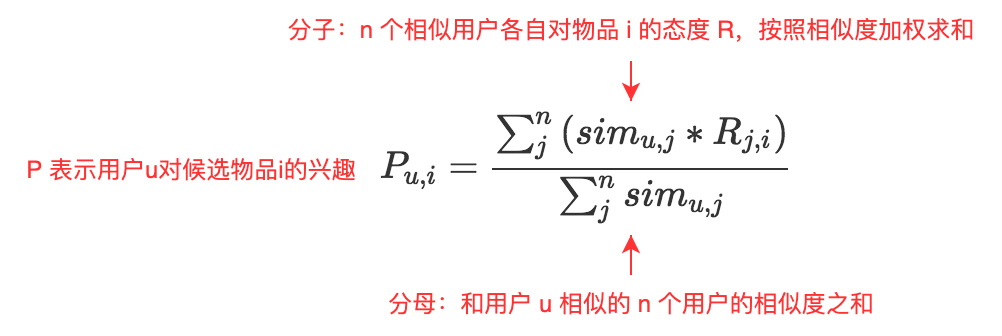 分子：n 个相似用户各自对物品 i 的态度 R，按照相似度加权求和
P 表示用户u对候选物品i的兴趣
P_{u,i} = \frac{\sum_{j}^{n} (sim_{u,j} * R_{j,i})}{\sum_{j}^{n} sim_{u,j}}
分母：和用户 u 相似的 n 个用户的相似度之和